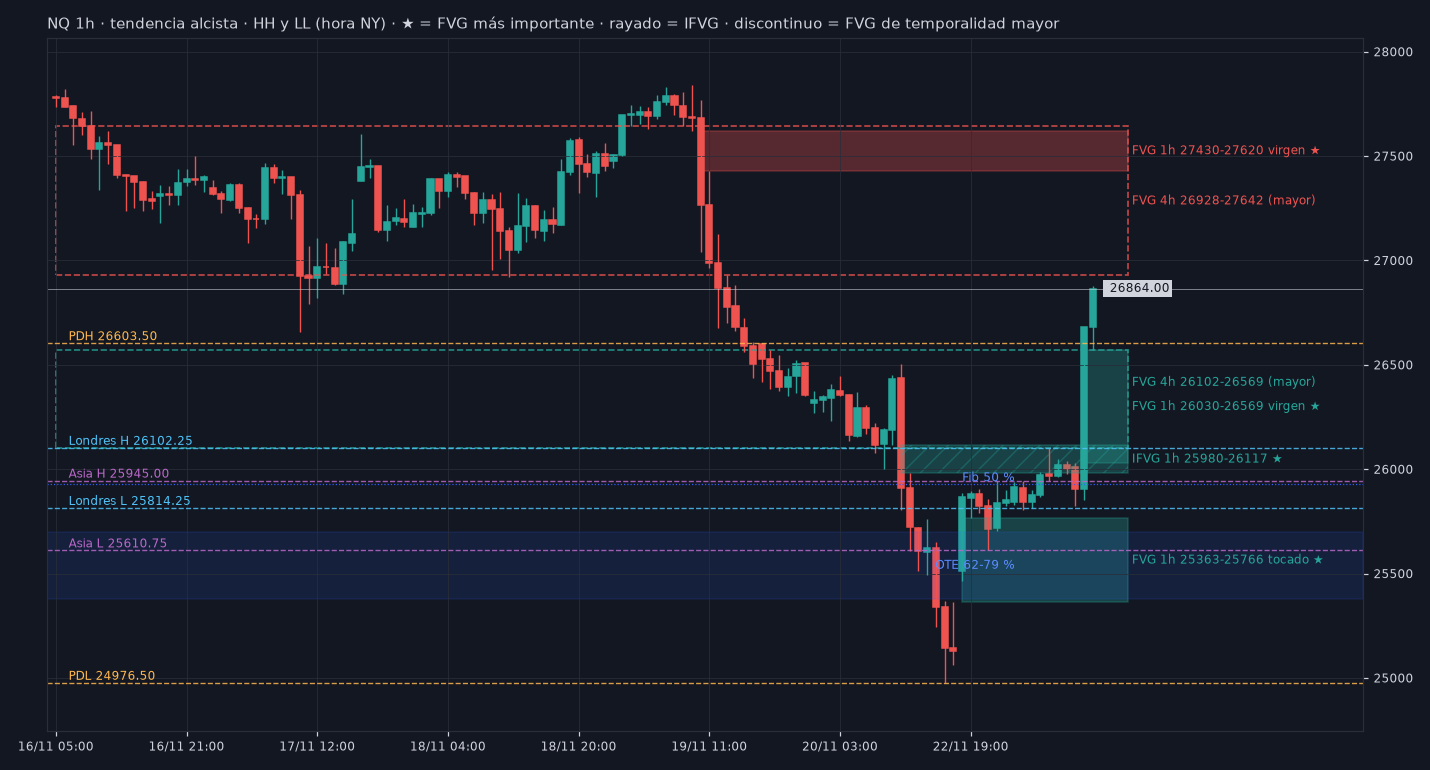 NQ 1h · tendencia alcista · HH y LL (hora NY) · ★ = FVG más importante · rayado = IFVG · discontinuo = FVG de temporalidad mayor
28000
FVG 1h 27430-27620 virgen ★
27500
FVG 4h 26928-27642 (mayor)
27000
26864.00
PDH 26603.50
26500
FVG 4h 26102-26569 (mayor)
FVG 1h 26030-26569 virgen ★
Londres H 26102.25
IFVG 1h 25980-26117 ★
26000
Asia H 25945.00
Fib 50 %
Londres L 25814.25
Asia L 25610.75
FVG 1h 25363-25766 tocado ★
OTE 62-79 %
25500
PDL 24976.50
25000
16/11 05:00
16/11 21:00
17/11 12:00
18/11 04:00
18/11 20:00
19/11 11:00
20/11 03:00
22/11 19:00